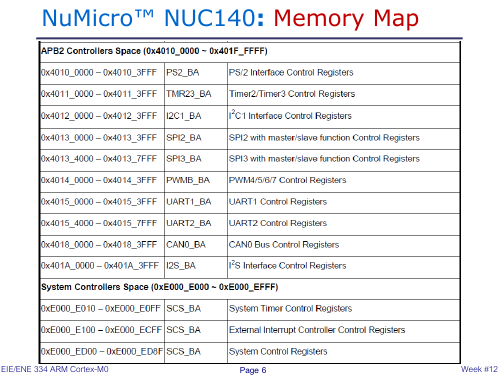 NuMicro™ NUC140: Memory Map
APB2 Controllers Space (0x4010_0000 ~ 0x401F_FFFF)
0x4010_0000 – 0x4010_3FFF PS2_BA PS/2 Interface Control Registers
0x4011_0000 – 0x4011_3FFF TMR23_BA Timer2/Timer3 Control Registers
0x4012_0000 – 0x4012_3FFF I2C1_BA I²C1 Interface Control Registers
0x4013_0000 – 0x4013_3FFF SPI2_BA SPI2 with master/slave function Control Registers
0x4013_4000 – 0x4013_7FFF SPI3_BA SPI3 with master/slave function Control Registers
0x4014_0000 – 0x4014_3FFF PWMB_BA PWM4/5/6/7 Control Registers
0x4015_0000 – 0x4015_3FFF UART1_BA UART1 Control Registers
0x4015_4000 – 0x4015_7FFF UART2_BA UART2 Control Registers
0x4018_0000 – 0x4018_3FFF CAN0_BA CAN0 Bus Control Registers
0x401A_0000 – 0x401A_3FFF I2S_BA I²S Interface Control Registers
System Controllers Space (0xE000_E000 ~ 0xE000_EFFF)
0xE000_E010 – 0xE000_E0FF SCS_BA System Timer Control Registers
0xE000_E100 – 0xE000_ECFF SCS_BA External Interrupt Controller Control Registers
0xE000_ED00 – 0xE000_ED8F SCS_BA System Control Registers
EIE/ENE 334 ARM Cortex-M0 Page 6 Week #12